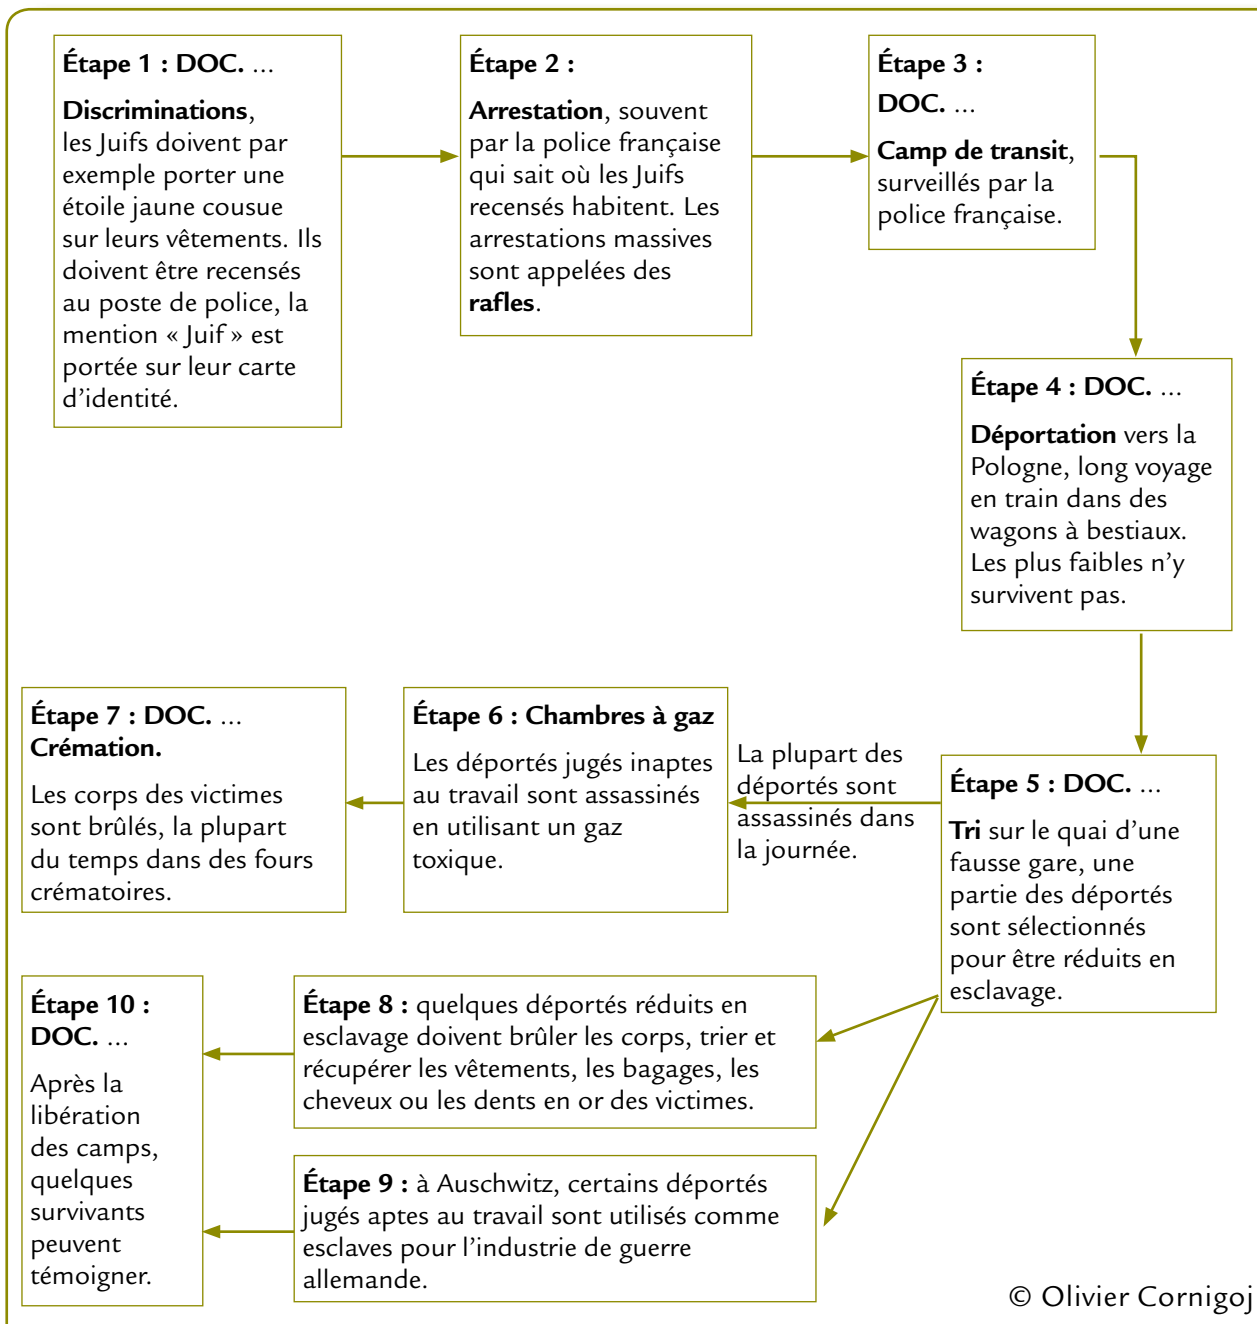 Étape 1 : DOC. ...
Discriminations,
les Juifs doivent par
exemple porter une
étoile jaune cousue
sur leurs vêtements. Ils
doivent être recensés
au poste de police, la
mention « Juif » est
portée sur leur carte
d’identité.
Étape 2 :
Arrestation, souvent
par la police française
qui sait où les Juifs
recensés habitent. Les
arrestations massives
sont appelées des
rafles.
Étape 3 :
DOC. ...
Camp de transit,
surveillés par la
police française.
Étape 4 : DOC. ...
Déportation vers la
Pologne, long voyage
en train dans des
wagons à bestiaux.
Les plus faibles n’y
survivent pas.
Étape 5 : DOC. ...
Tri sur le quai d’une
fausse gare, une
partie des déportés
sont sélectionnés
pour être réduits en
esclavage.
La plupart des
déportés sont
assassinés dans
la journée.
Étape 6 : Chambres à gaz
Les déportés jugés inaptes
au travail sont assassinés
en utilisant un gaz
toxique.
Étape 7 : DOC. ...
Crémation.
Les corps des victimes
sont brûlés, la plupart
du temps dans des fours
crématoires.
Étape 8 : quelques déportés réduits en
esclavage doivent brûler les corps, trier et
récupérer les vêtements, les bagages, les
cheveux ou les dents en or des victimes.
Étape 9 : à Auschwitz, certains déportés
jugés aptes au travail sont utilisés comme
esclaves pour l’industrie de guerre
allemande.
Étape 10 :
DOC. ...
Après la
libération
des camps,
quelques
survivants
peuvent
témoigner.
© Olivier Cornigoj